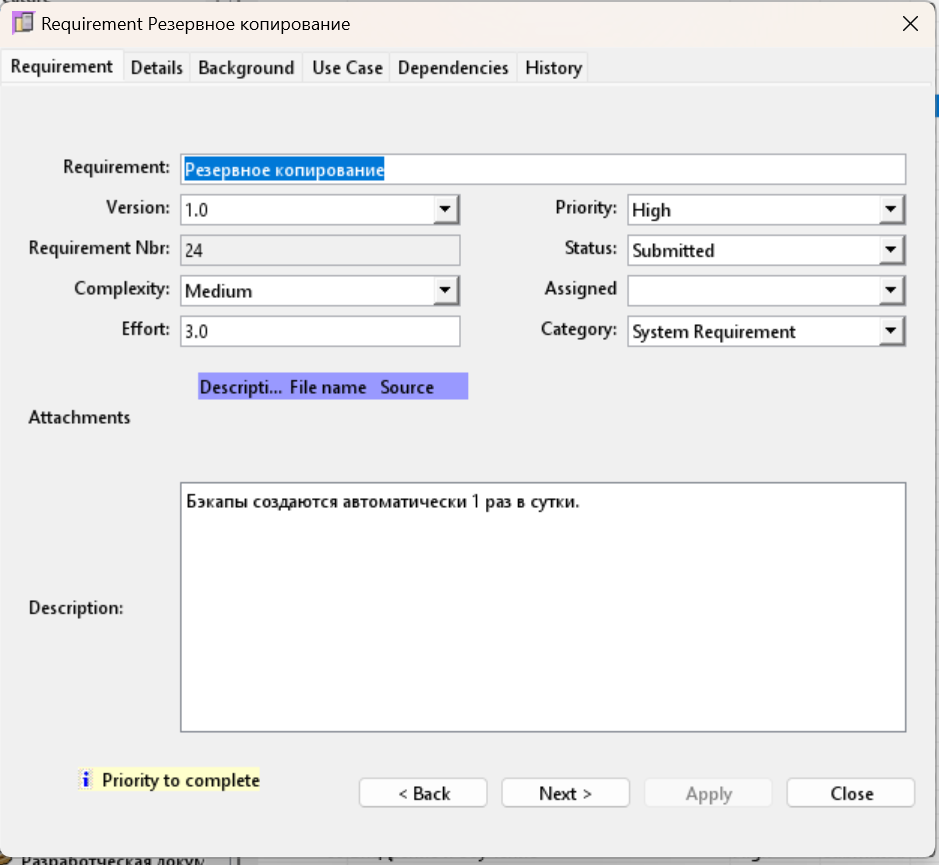 Requirement Резервное копирование
Requirement Details Background Use Case Dependencies History
Requirement: Резервное копирование
Version: 1.0 Priority: High
Requirement Nbr: 24 Status: Submitted
Complexity: Medium Assigned
Effort: 3.0 Category: System Requirement
Descripti... File name Source
Attachments
Бэкапы создаются автоматически 1 раз в сутки.
Description:
Priority to complete
< Back Next > Apply Close